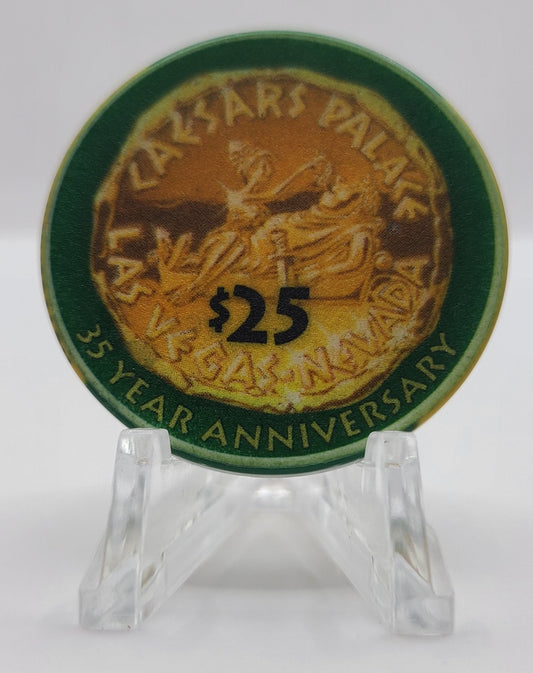 CAESARS PALACE
LAS VEGAS·NEVADA
$25
35 YEAR ANNIVERSARY